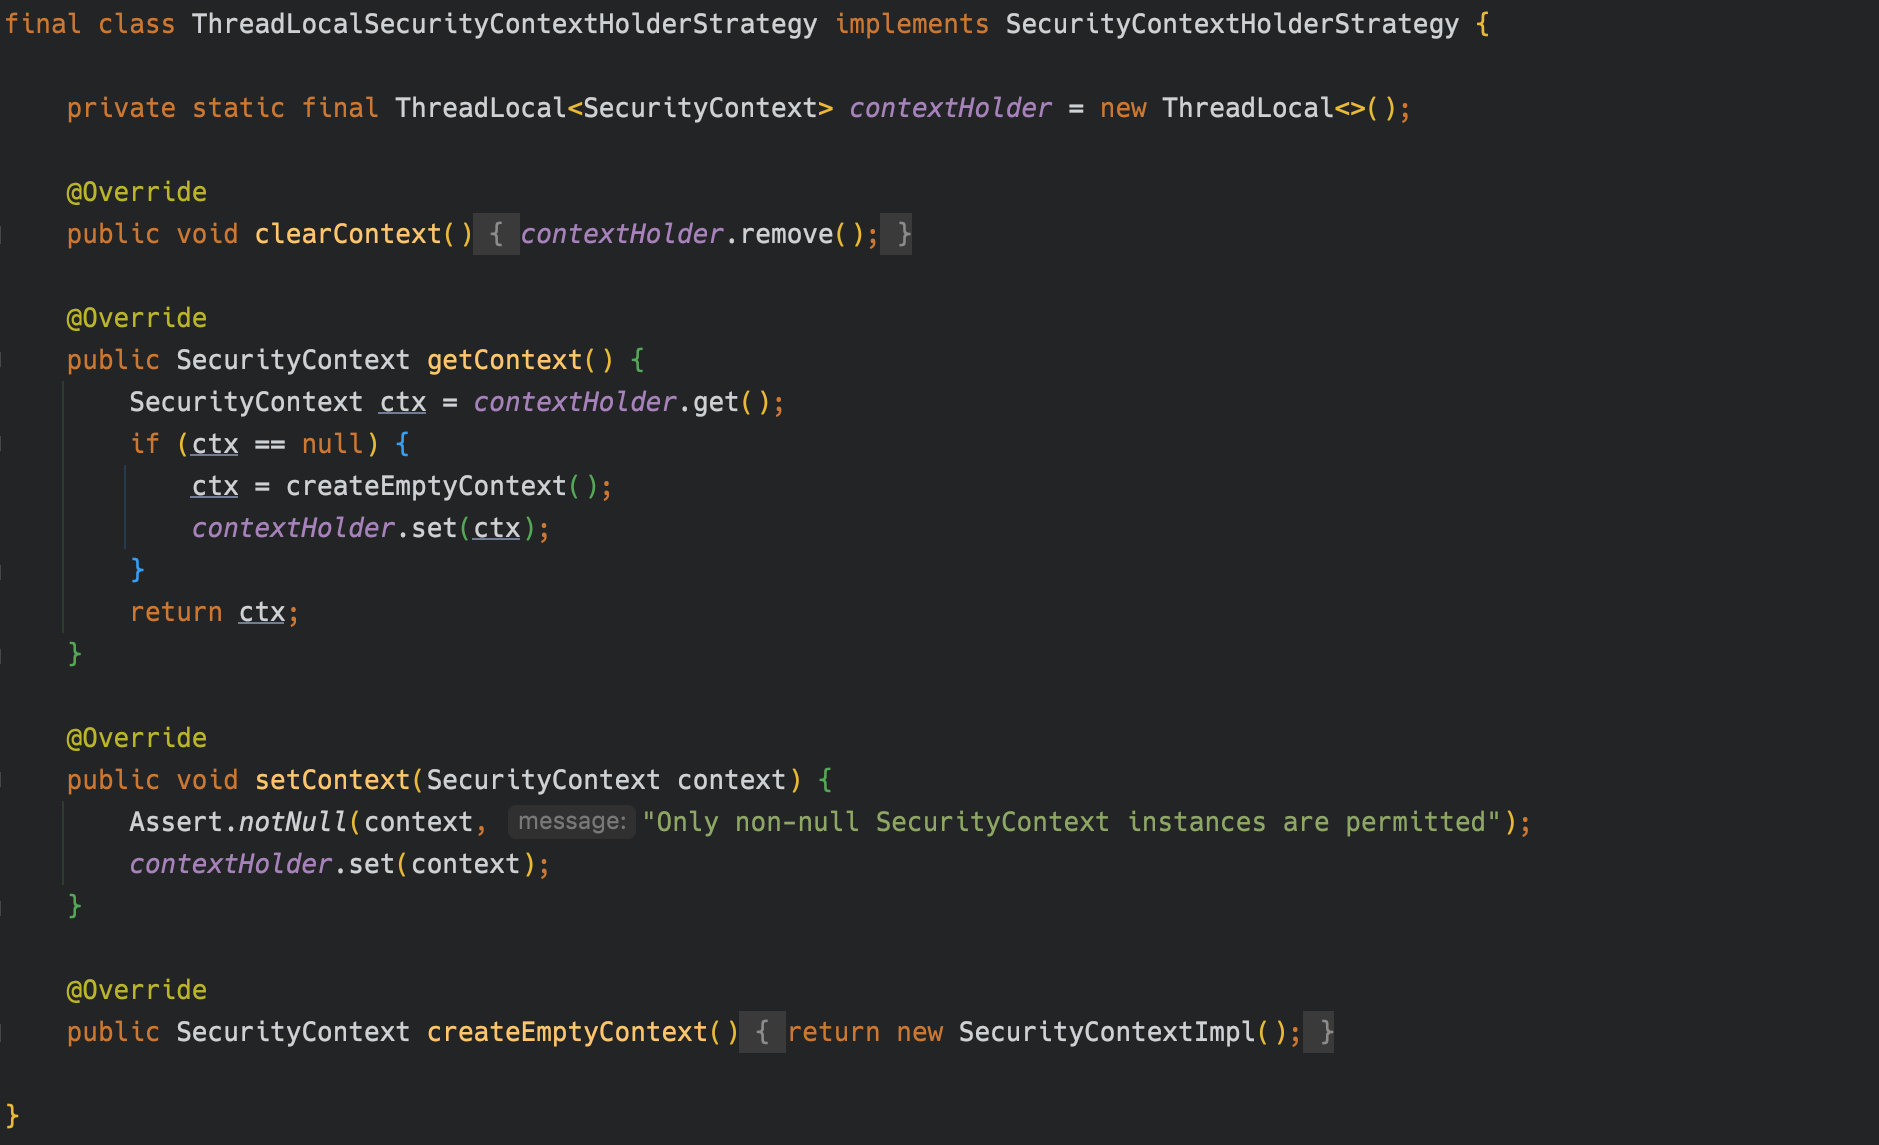 final class ThreadLocalSecurityContextHolderStrategy implements SecurityContextHolderStrategy {
private static final ThreadLocal<SecurityContext> contextHolder = new ThreadLocal<>();
@Override
public void clearContext() { contextHolder.remove(); }
@Override
public SecurityContext getContext() {
SecurityContext ctx = contextHolder.get();
if (ctx == null) {
ctx = createEmptyContext();
contextHolder.set(ctx);
}
return ctx;
}
@Override
public void setContext(SecurityContext context) {
Assert.notNull(context, message: "Only non-null SecurityContext instances are permitted");
contextHolder.set(context);
}
@Override
public SecurityContext createEmptyContext() { return new SecurityContextImpl(); }
}